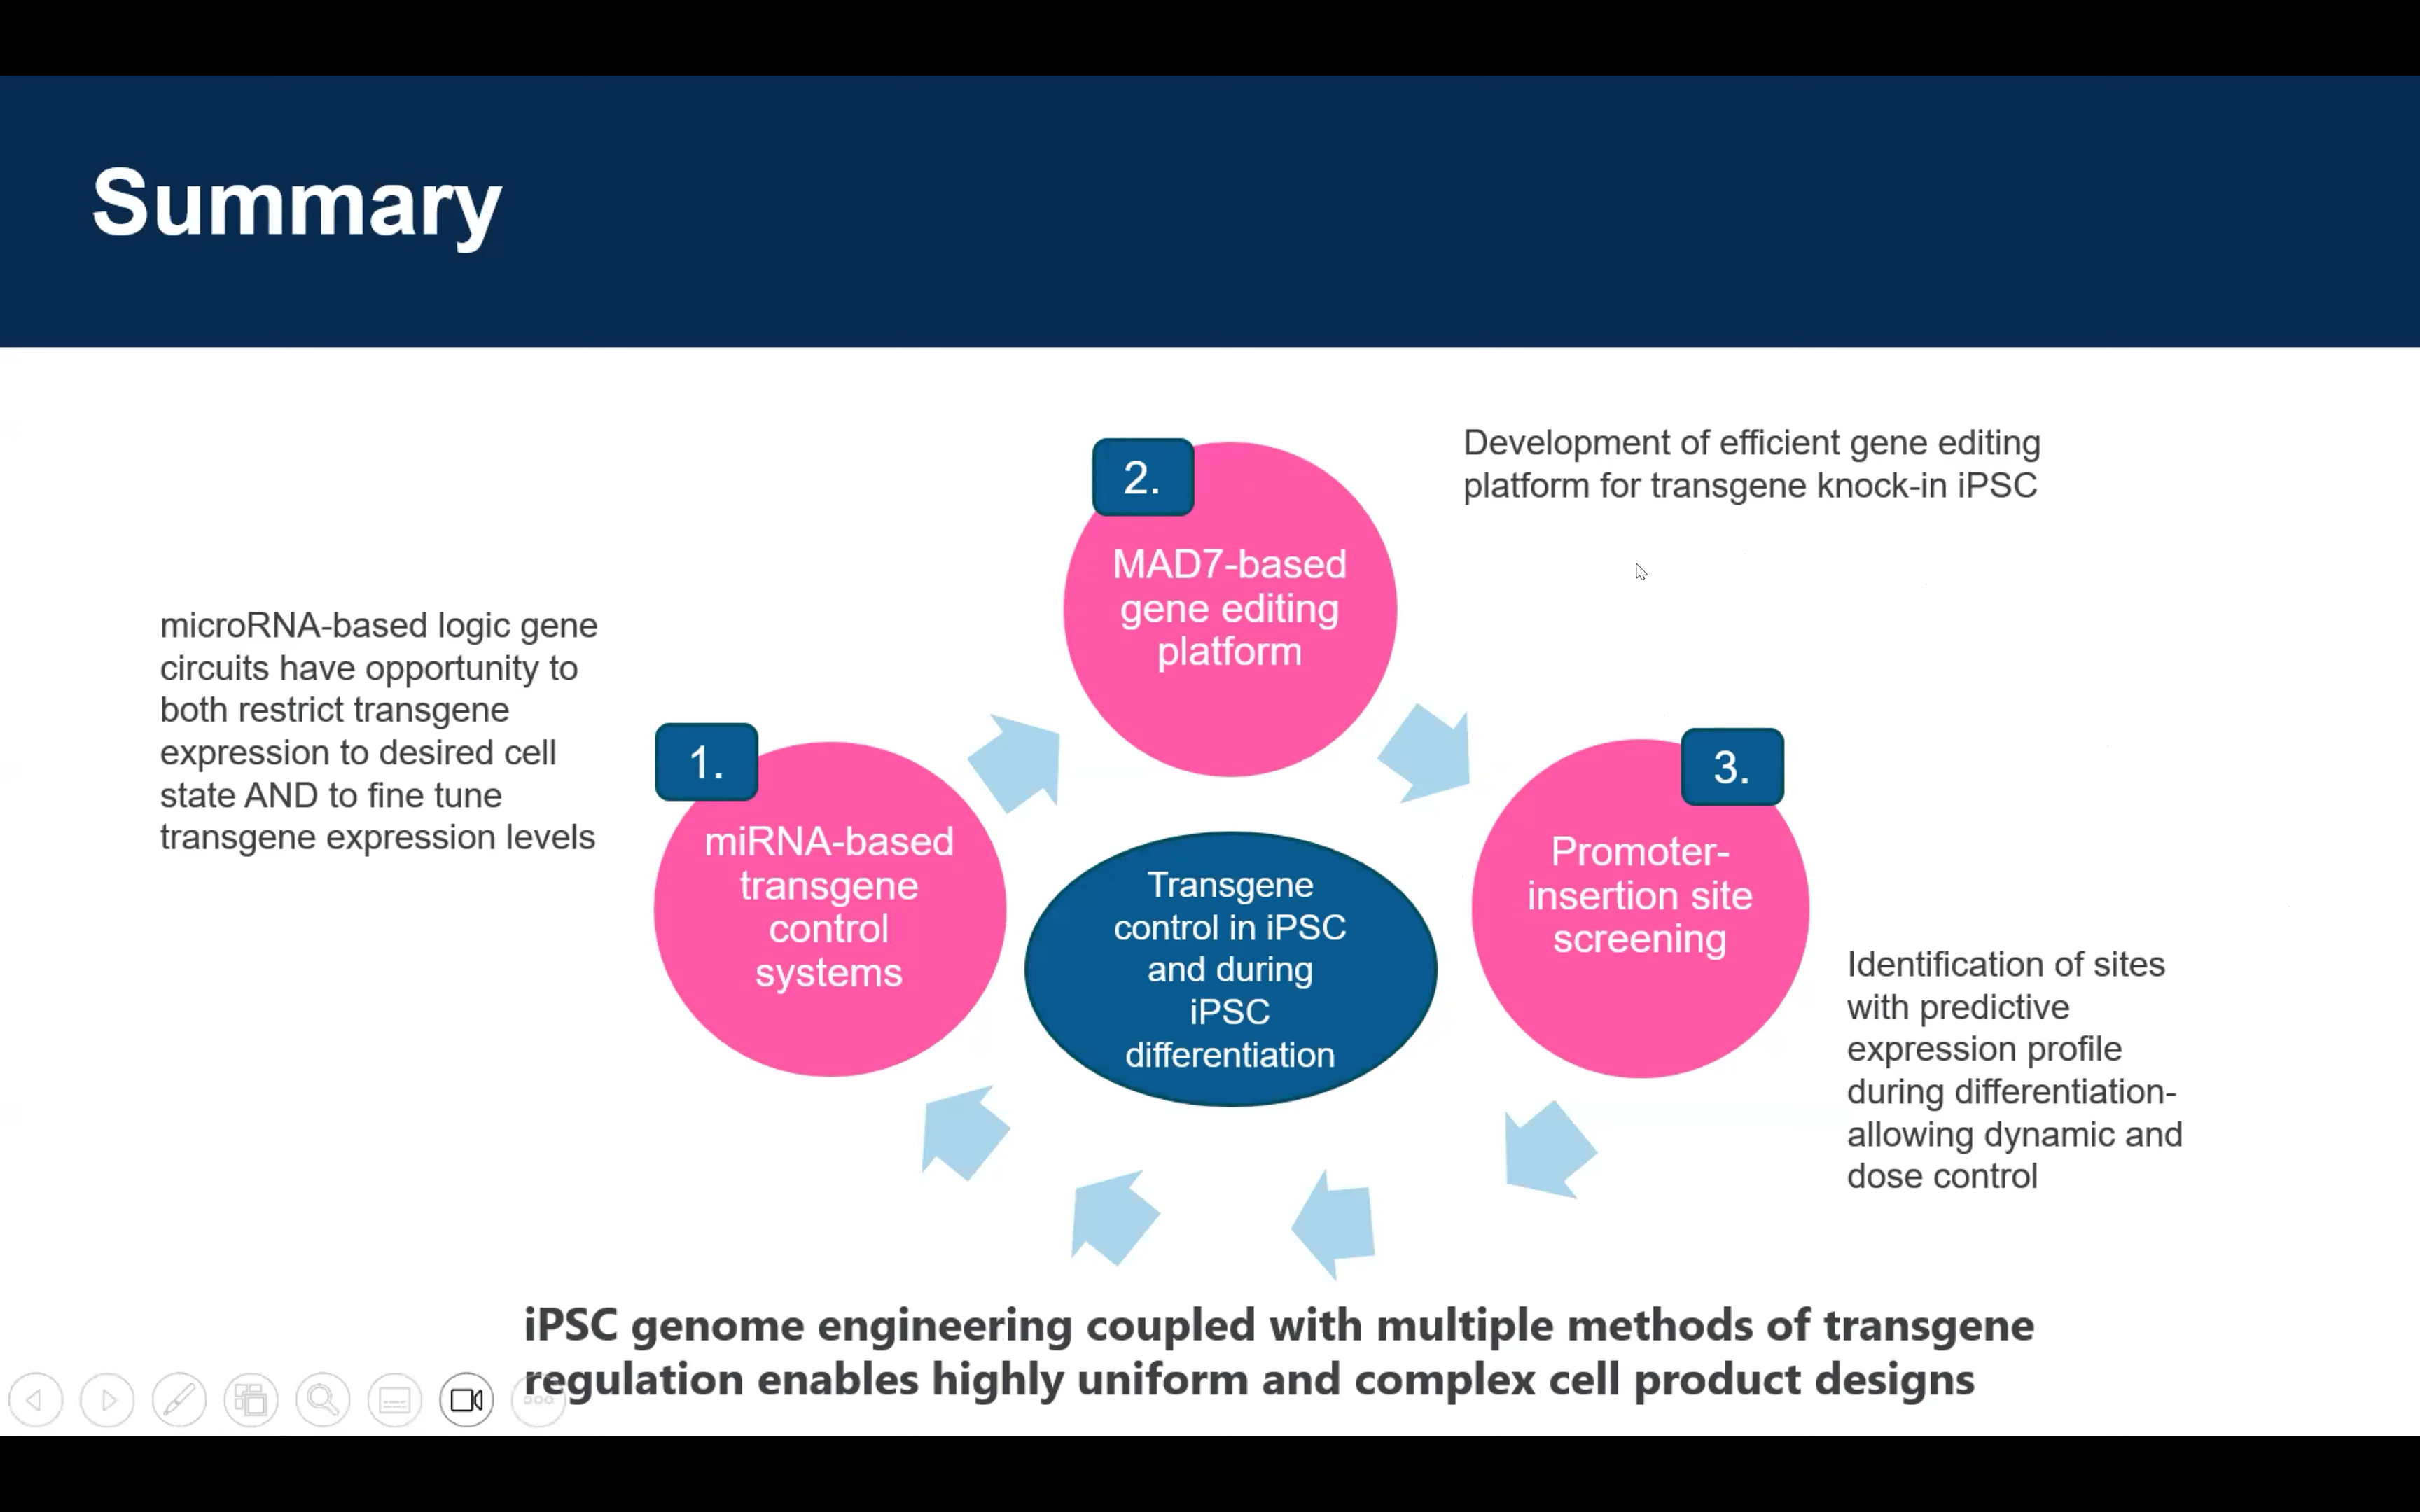 Summary
2.
MAD7-based
gene editing
platform
Development of efficient gene editing
platform for transgene knock-in iPSC
microRNA-based logic gene
circuits have opportunity to
both restrict transgene
expression to desired cell
state AND to fine tune
transgene expression levels
1.
miRNA-based
transgene
control
systems
Transgene
control in iPSC
and during
iPSC
differentiation
3.
Promoter-
insertion site
screening
Identification of sites
with predictive
expression profile
during differentiation-
allowing dynamic and
dose control
iPSC genome engineering coupled with multiple methods of transgene
regulation enables highly uniform and complex cell product designs